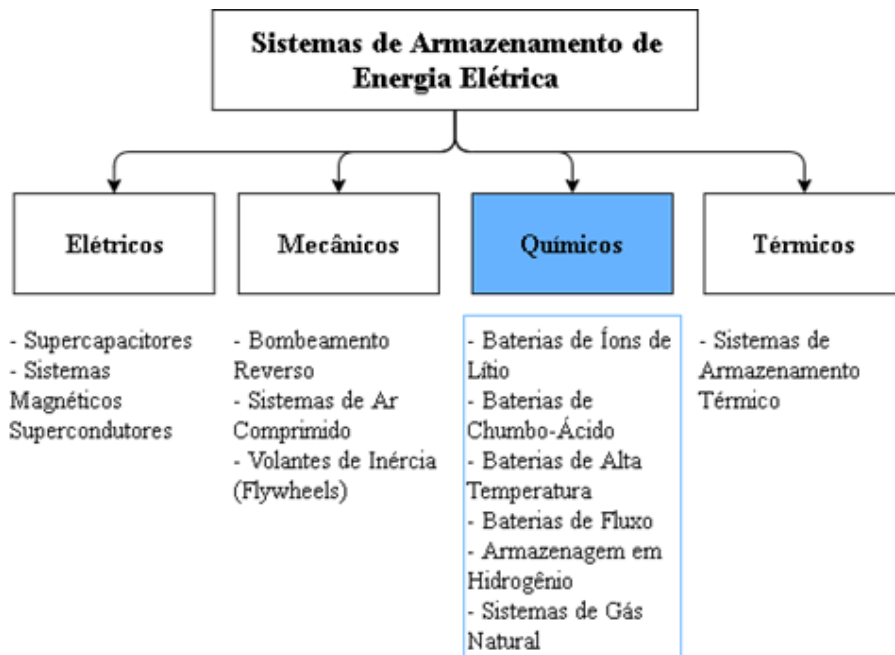 Sistemas de Armazenamento de
Energia Elétrica
Elétricos
Mecânicos
Químicos
Térmicos
- Supercapacitores
- Sistemas
Magnéticos
Supercondutores
- Bombeamento
Reverso
- Sistemas de Ar
Comprimido
- Volantes de Inércia
(Flywheels)
- Baterias de Íons de
Lítio
- Baterias de
Chumbo-Ácido
- Baterias de Alta
Temperatura
- Baterias de Fluxo
- Armazenagem em
Hidrogênio
- Sistemas de Gás
Natural
- Sistemas de
Armazenamento
Térmico